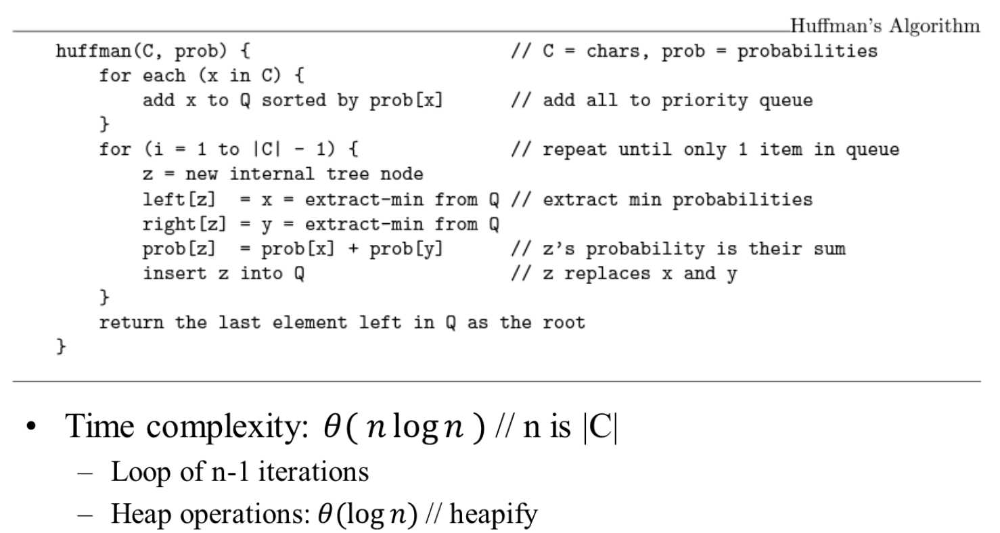 Huffman's Algorithm
huffman(C, prob) { // C = chars, prob = probabilities
for each (x in C) {
add x to Q sorted by prob[x] // add all to priority queue
}
for (i = 1 to |C| - 1) { // repeat until only 1 item in queue
z = new internal tree node
left[z] = x = extract-min from Q // extract min probabilities
right[z] = y = extract-min from Q
prob[z] = prob[x] + prob[y] // z's probability is their sum
insert z into Q // z replaces x and y
}
return the last element left in Q as the root
}
• Time complexity: θ( n log n ) // n is |C|
– Loop of n-1 iterations
– Heap operations: θ(log n) // heapify